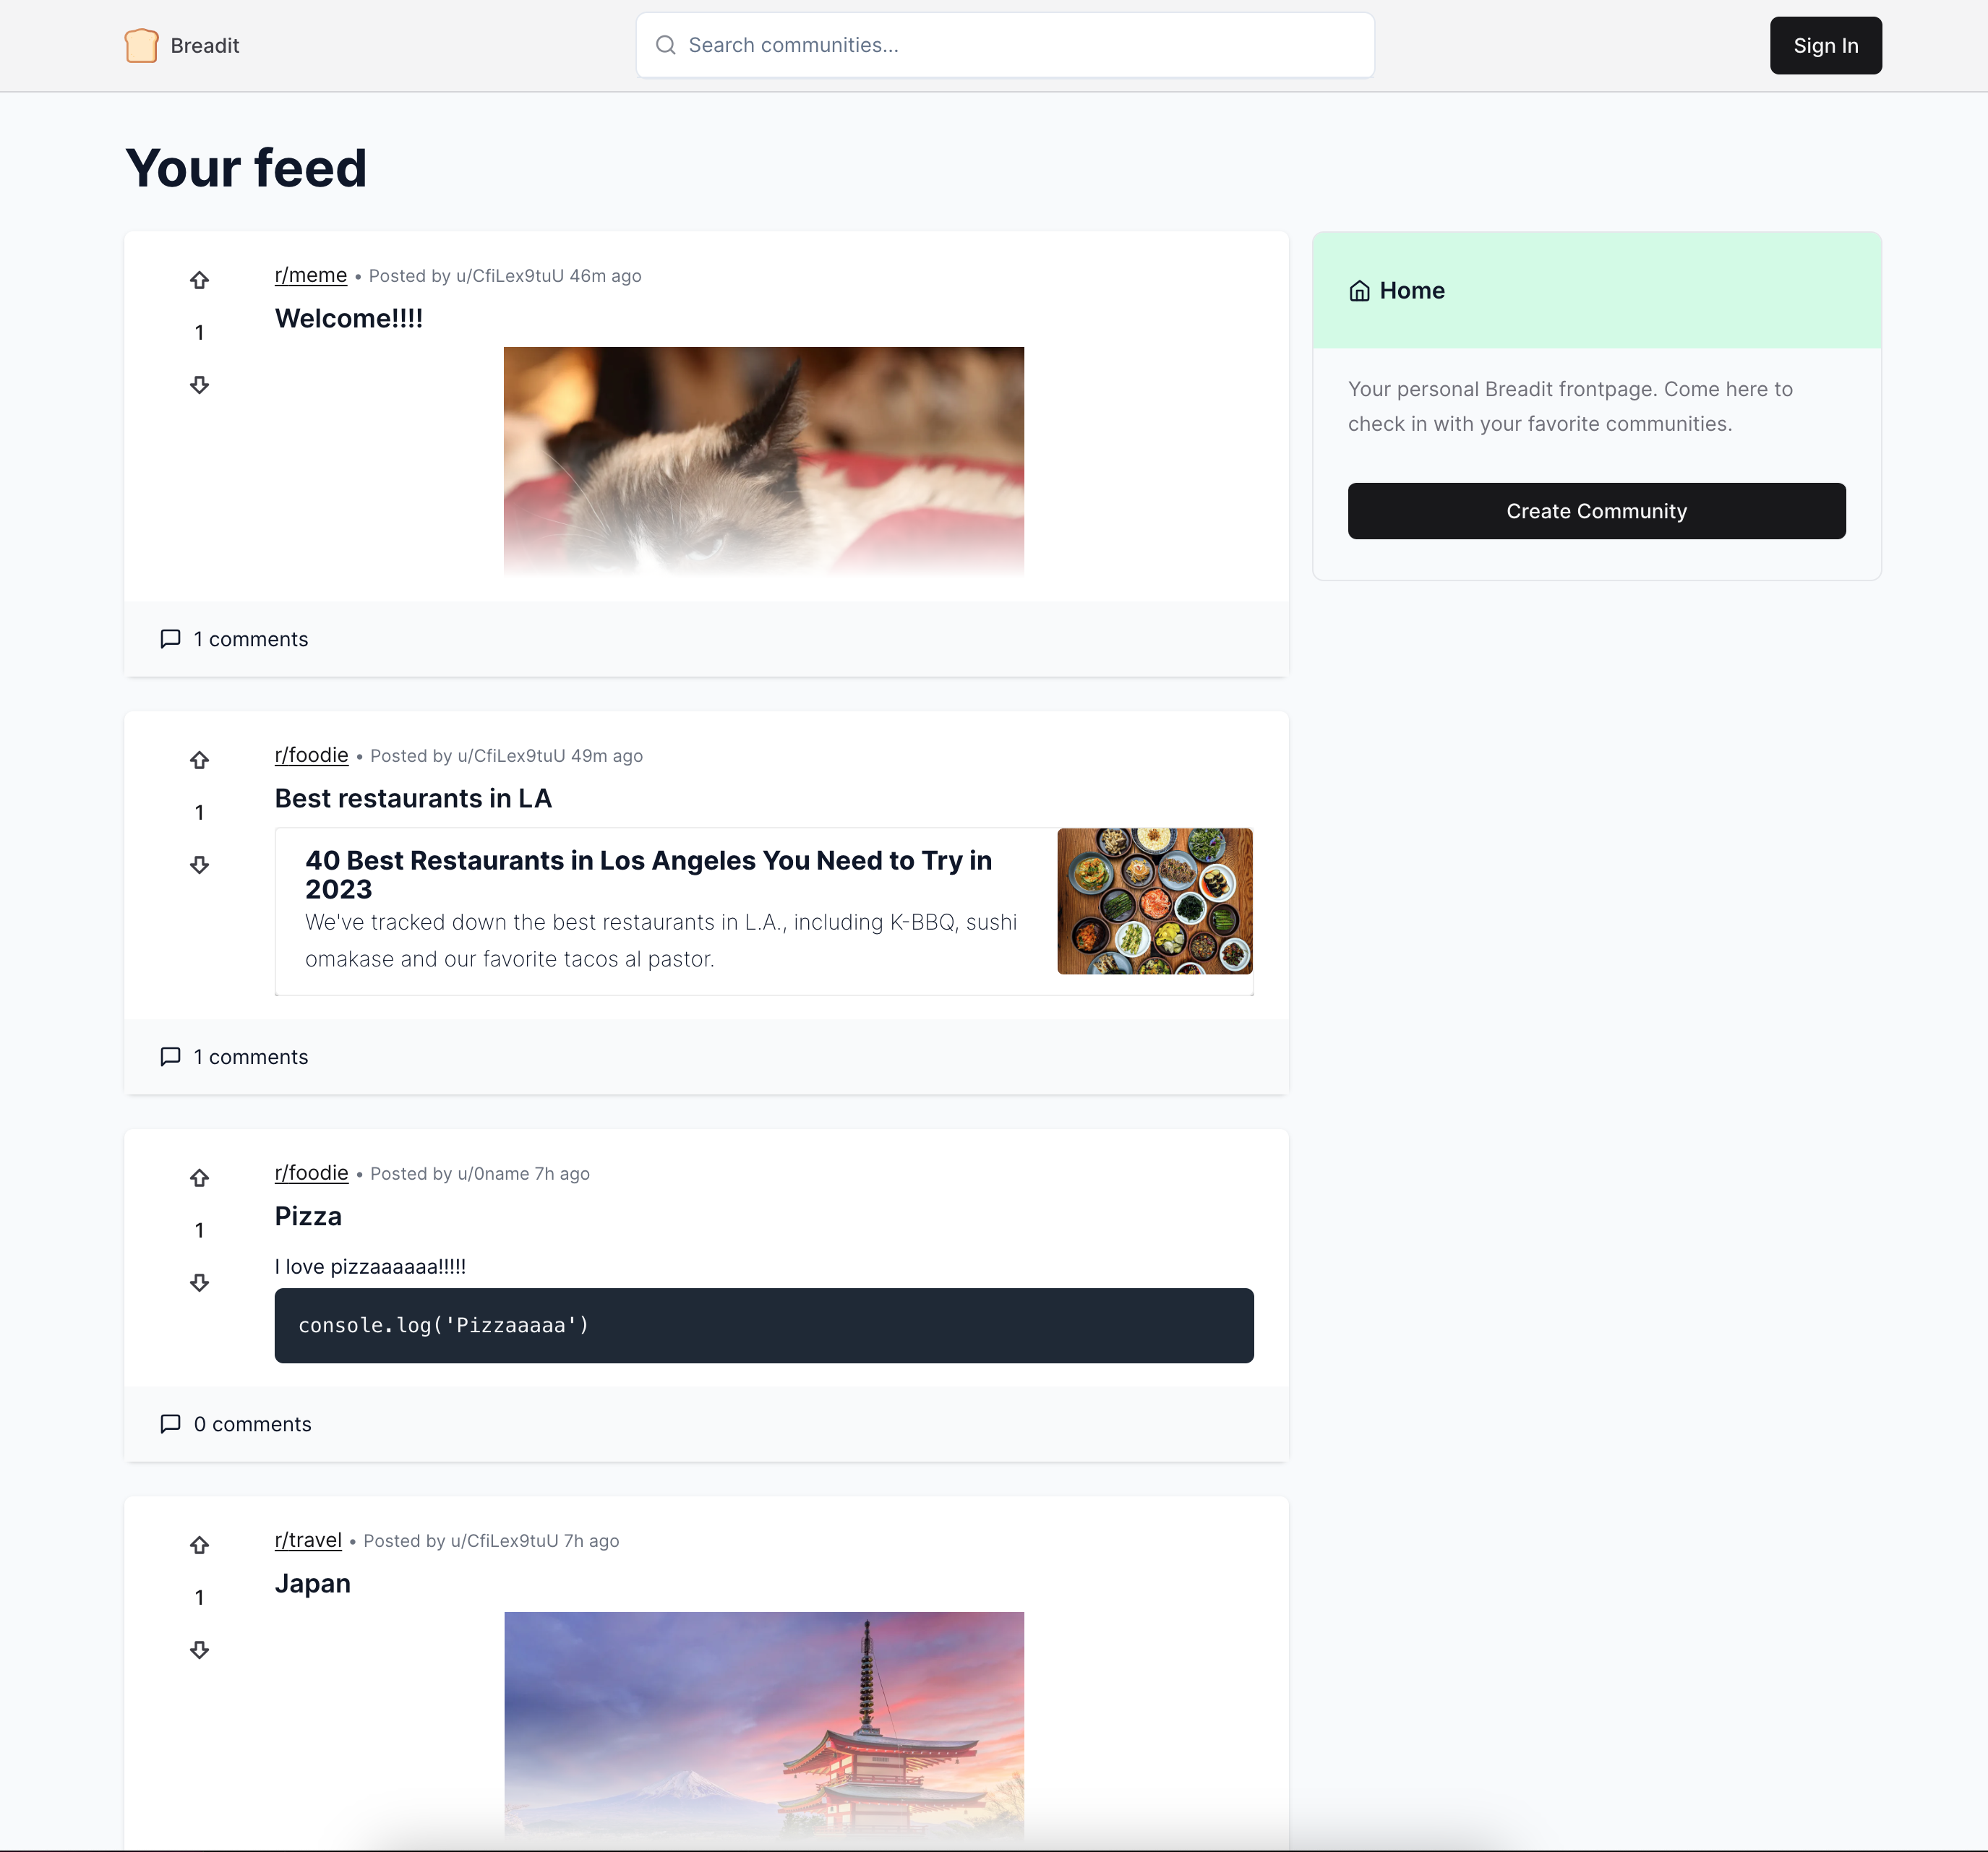 Breadit
Search communities...
Sign In
Your feed
r/meme • Posted by u/CfiLex9tuU 46m ago
1
Welcome!!!!
1 comments
Home
Your personal Breadit frontpage. Come here to
check in with your favorite communities.
Create Community
r/foodie • Posted by u/CfiLex9tuU 49m ago
1
Best restaurants in LA
40 Best Restaurants in Los Angeles You Need to Try in
2023
We've tracked down the best restaurants in L.A., including K-BBQ, sushi
omakase and our favorite tacos al pastor.
1 comments
r/foodie • Posted by u/0name 7h ago
1
Pizza
I love pizzaaaaaa!!!!!
console.log('Pizzaaaaa')
0 comments
r/travel • Posted by u/CfiLex9tuU 7h ago
1
Japan